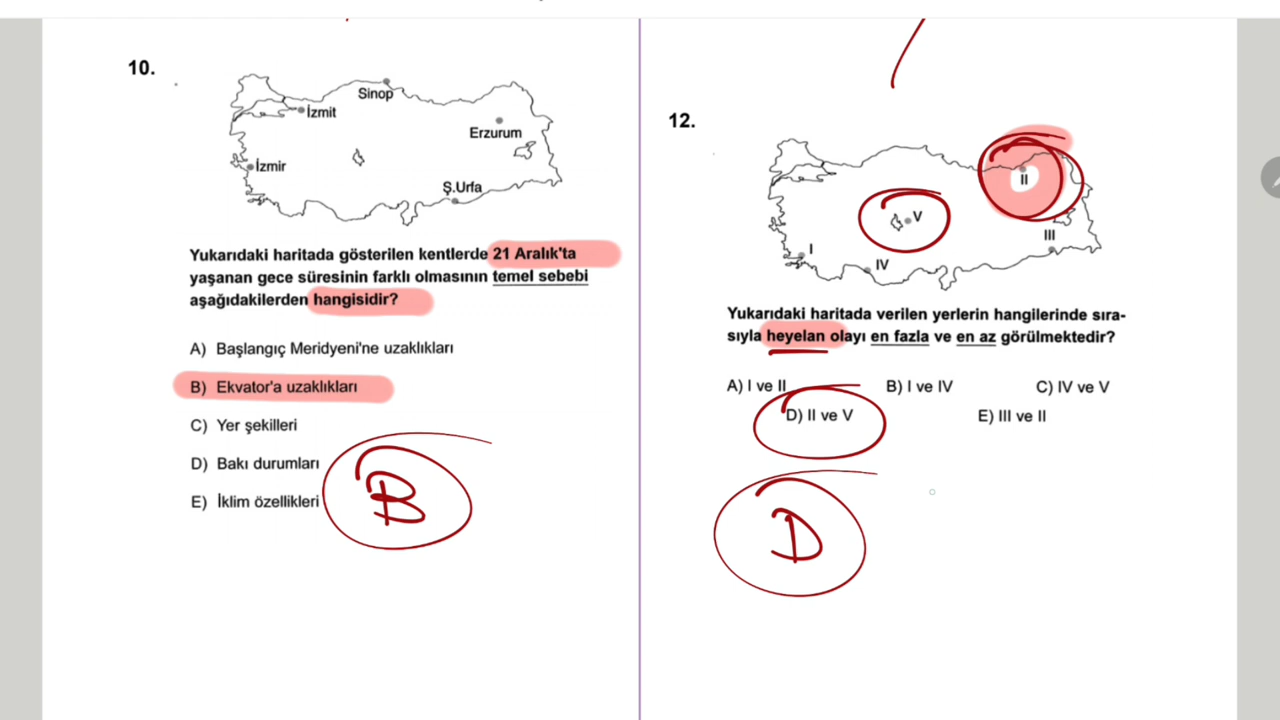 10.
Sinop
İzmit
Erzurum
İzmir
Ş.Urfa
Yukarıdaki haritada gösterilen kentlerde 21 Aralık'ta
yaşanan gece süresinin farklı olmasının temel sebebi
aşağıdakilerden hangisidir?
A) Başlangıç Meridyeni'ne uzaklıkları
B) Ekvator'a uzaklıkları
C) Yer şekilleri
D) Bakı durumları
E) İklim özellikleri
B
12.
II
V
III
I
IV
Yukarıdaki haritada verilen yerlerin hangilerinde sıra-
sıyla heyelan olayı en fazla ve en az görülmektedir?
A) I ve II B) I ve IV C) IV ve V
D) II ve V E) III ve II
D